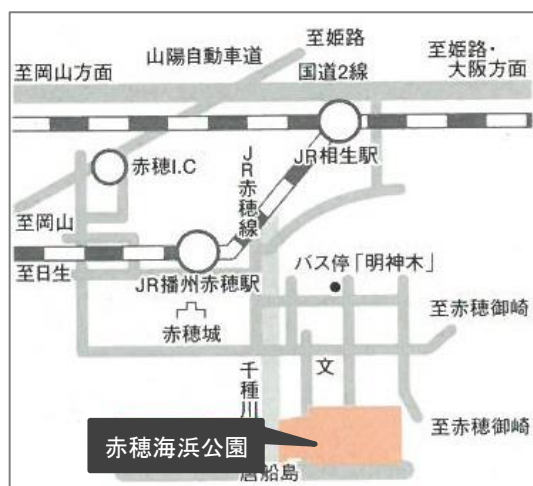 至姫路
山陽自動車道
国道2線
至岡山方面
至姫路・
大阪方面
赤穂I.C
JR相生駅
JR赤穂線
至岡山
至日生
JR播州赤穂駅
赤穂城
バス停「明神木」
至赤穂御崎
千種川
文
至赤穂御崎
赤穂海浜公園
唐船島